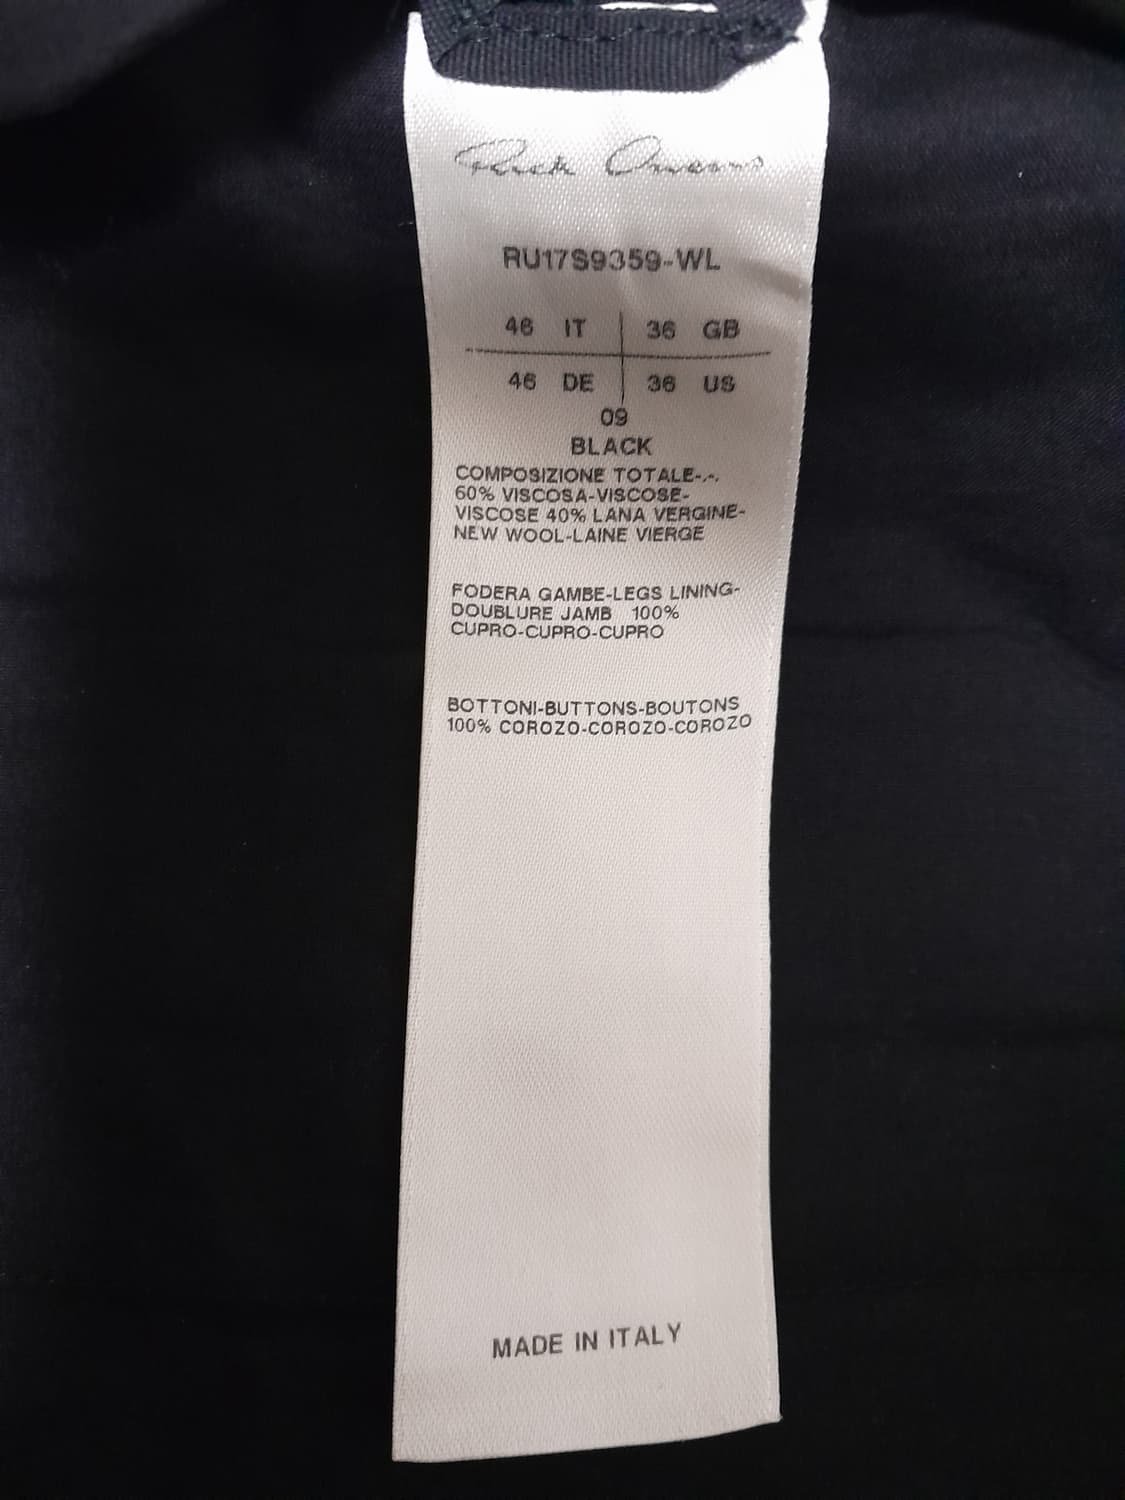 Rick Owens
RU17S9359-WL
46 IT 36 GB
46 DE 36 US
09
BLACK
COMPOSIZIONE TOTALE-.-.
60% VISCOSA-VISCOSE-
VISCOSE 40% LANA VERGINE-
NEW WOOL-LAINE VIERGE
FODERA GAMBE-LEGS LINING-
DOUBLURE JAMB 100%
CUPRO-CUPRO-CUPRO
BOTTONI-BUTTONS-BOUTONS
100% COROZO-COROZO-COROZO
MADE IN ITALY